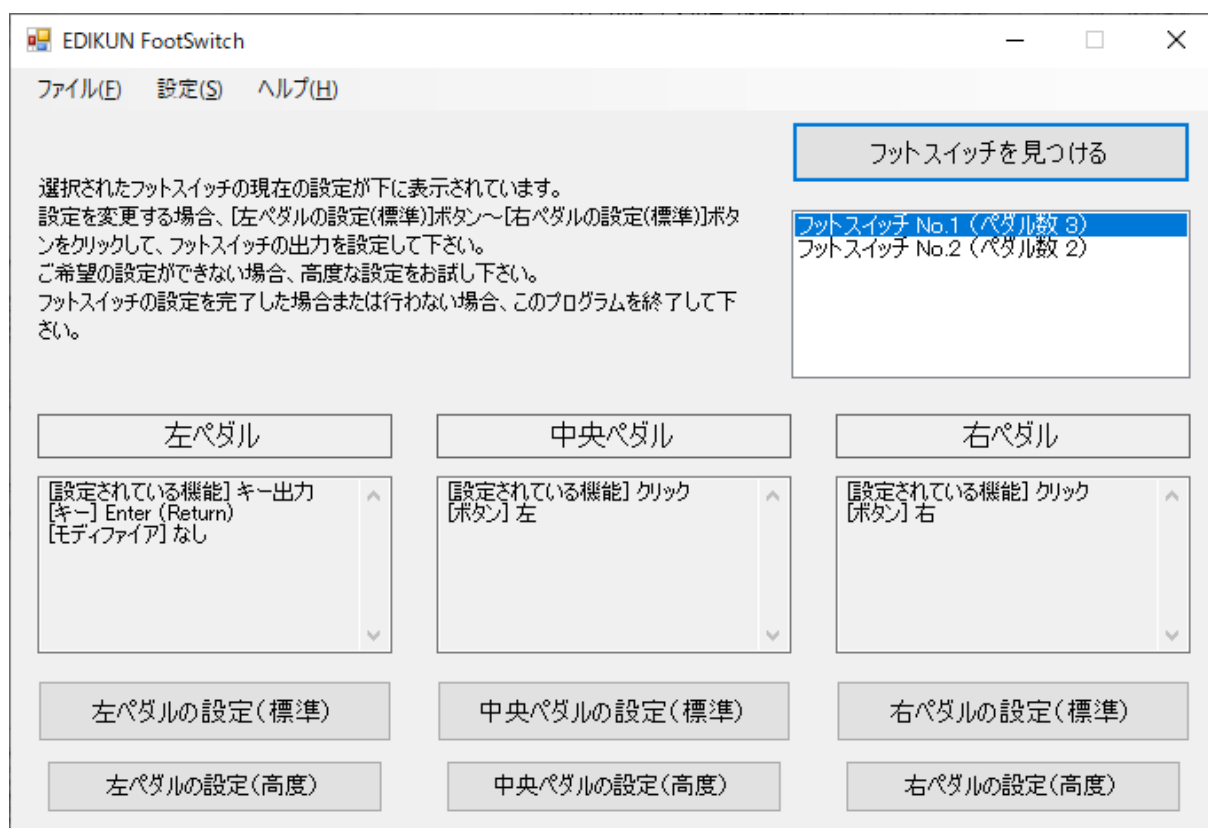 EDIKUN FootSwitch
ファイル(F) 設定(S) ヘルプ(H)
フットスイッチを見つける
選択されたフットスイッチの現在の設定が下に表示されています。
設定を変更する場合、[左ペダルの設定(標準)]ボタン～[右ペダルの設定(標準)]ボタ
ンをクリックして、フットスイッチの出力を設定して下さい。
ご希望の設定ができない場合、高度な設定をお試し下さい。
フットスイッチの設定を完了した場合または行わない場合、このプログラムを終了して下
さい。
フットスイッチ No.1 (ペダル数 3)
フットスイッチ No.2 (ペダル数 2)
左ペダル
[設定されている機能] キー出力
[キー] Enter (Return)
[モディファイア] なし
中央ペダル
[設定されている機能] クリック
[ボタン] 左
右ペダル
[設定されている機能] クリック
[ボタン] 右
左ペダルの設定(標準)
中央ペダルの設定(標準)
右ペダルの設定(標準)
左ペダルの設定(高度)
中央ペダルの設定(高度)
右ペダルの設定(高度)